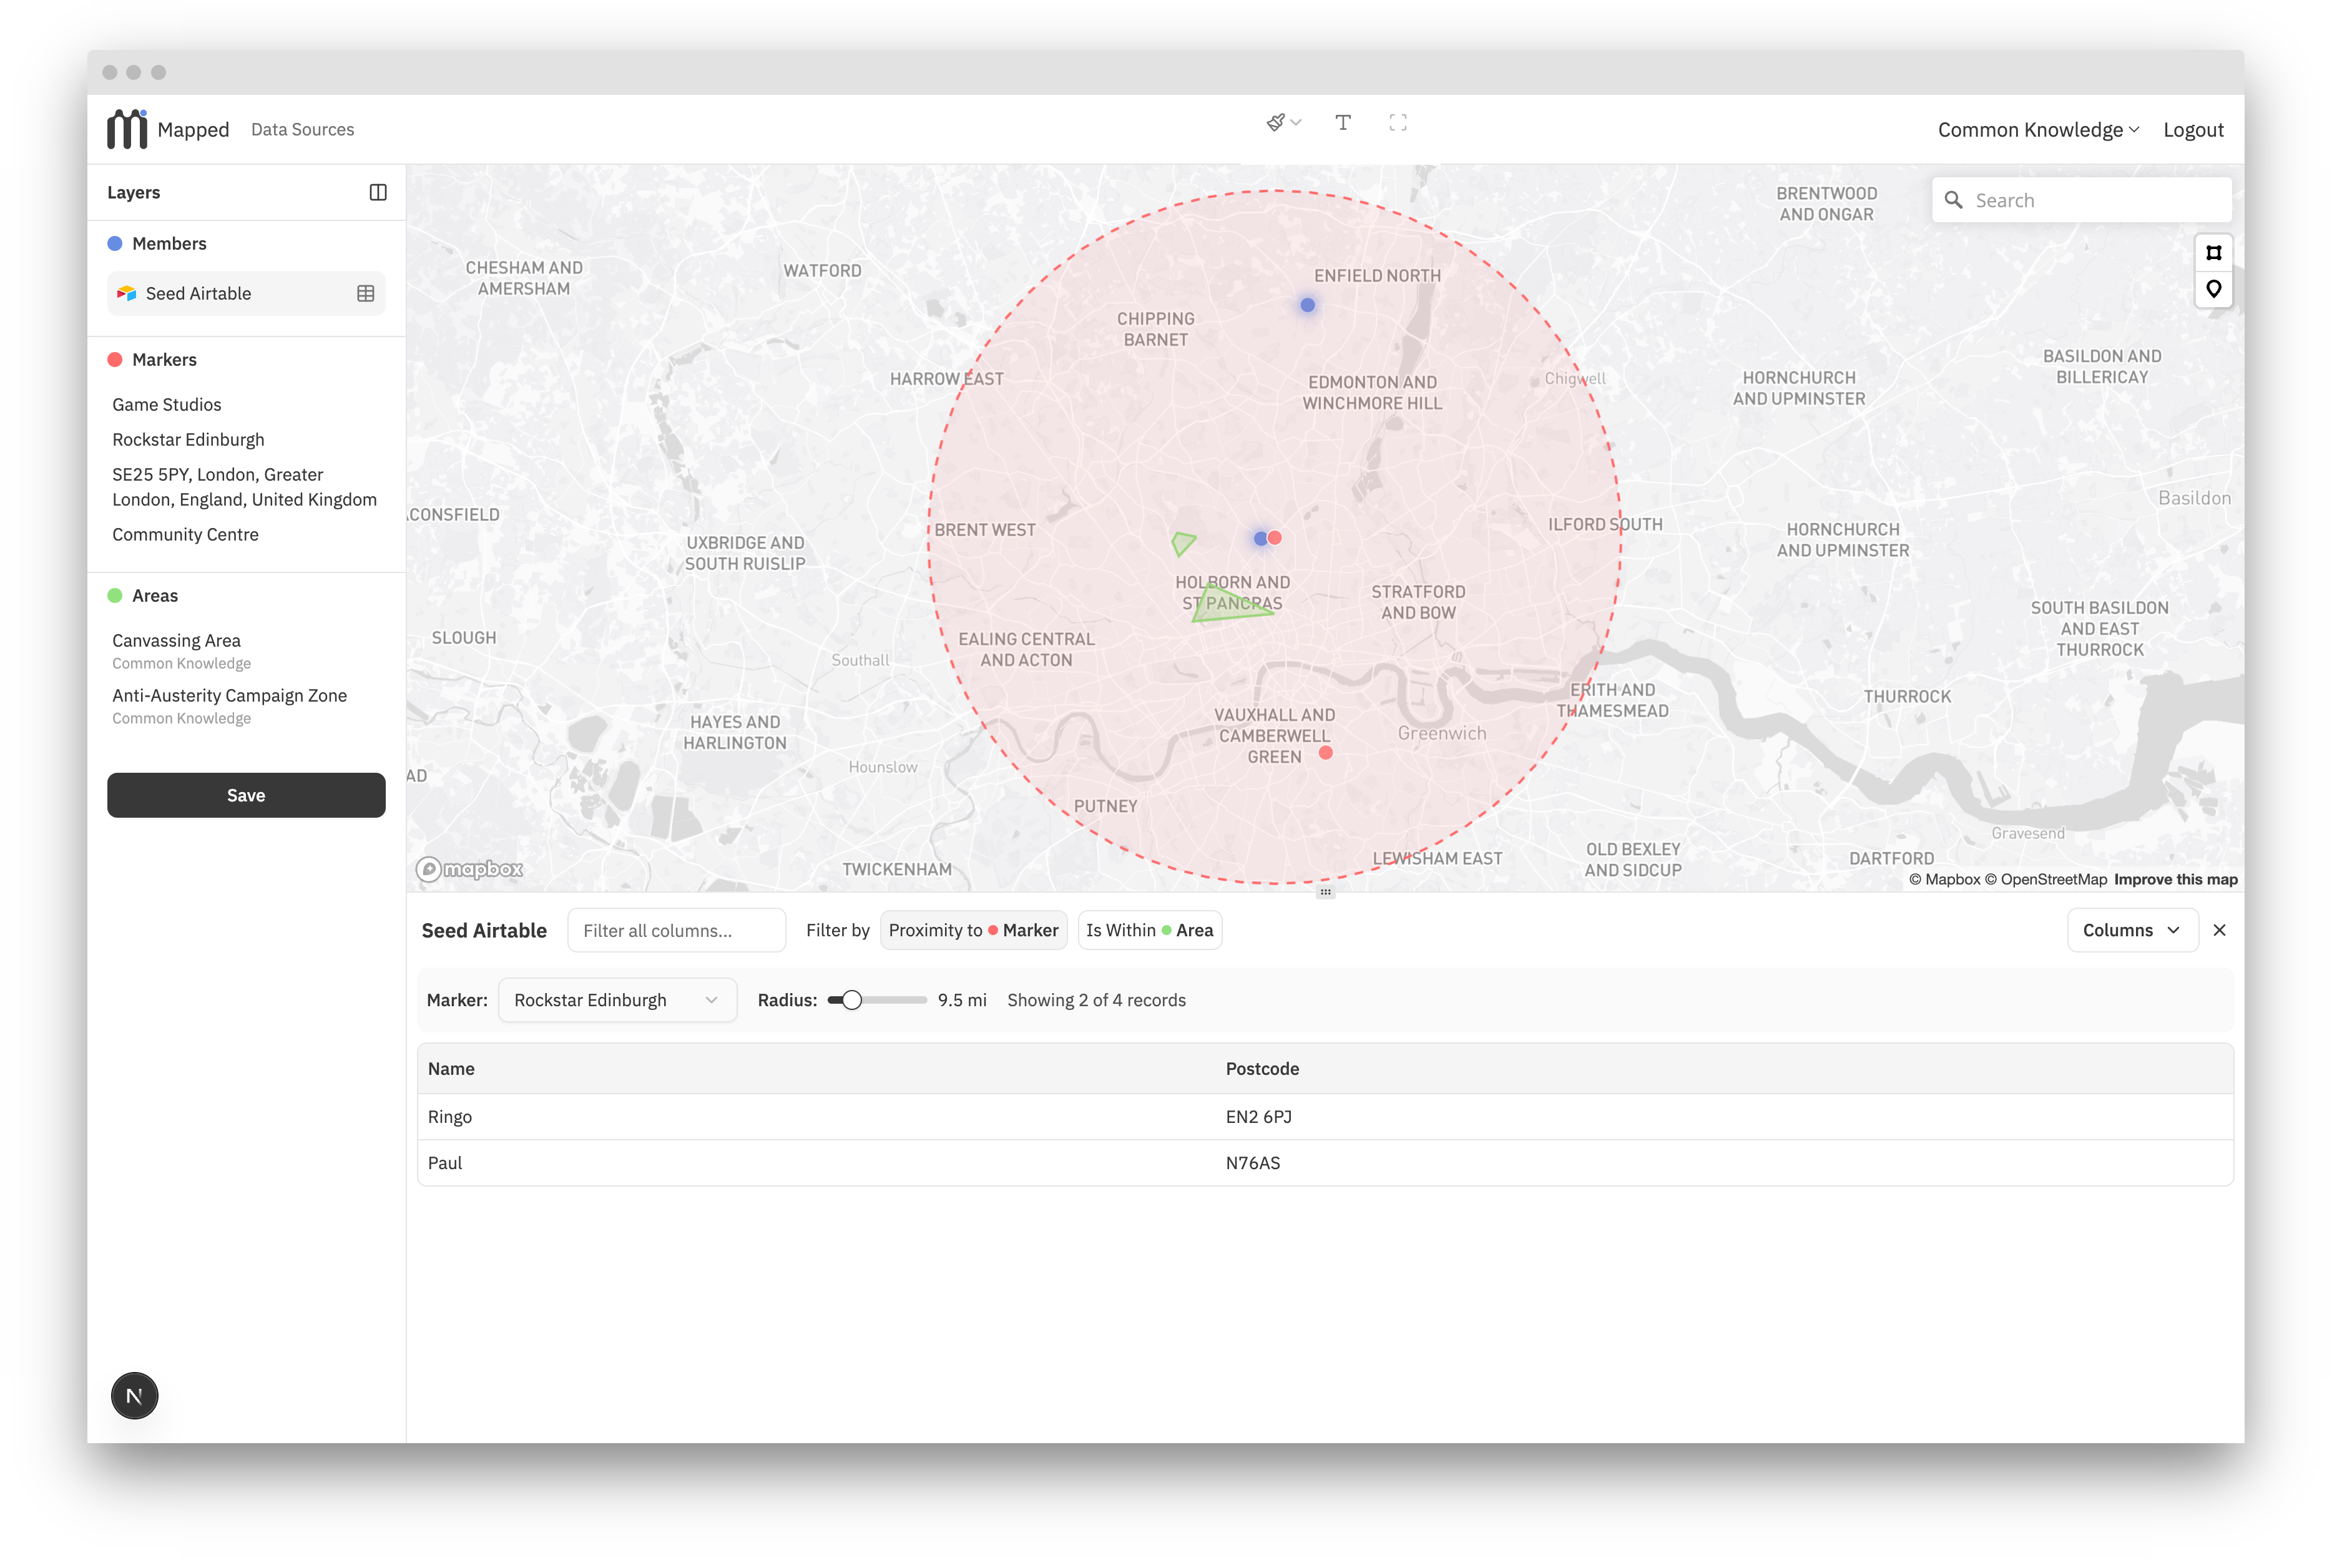 Mapped
Data Sources
Common Knowledge
Logout
Layers
Members
Seed Airtable
Markers
Game Studios
Rockstar Edinburgh
SE25 5PY, London, Greater
London, England, United Kingdom
Community Centre
Areas
Canvassing Area
Common Knowledge
Anti-Austerity Campaign Zone
Common Knowledge
Save
N
Search
BRENTWOOD
AND ONGAR
CHESHAM AND
AMERSHAM
WATFORD
ENFIELD NORTH
CHIPPING
BARNET
BASILDON AND
BILLERICAY
HARROW EAST
EDMONTON AND
WINCHMORE HILL
Chigwell
HORNCHURCH
AND UPMINSTER
Basildon
ACONSFIELD
BRENT WEST
ILFORD SOUTH
HORNCHURCH
AND UPMINSTER
UXBRIDGE AND
SOUTH RUISLIP
HOLBORN AND
ST PANCRAS
STRATFORD
AND BOW
SOUTH BASILDON
AND EAST
THURROCK
SLOUGH
EALING CENTRAL
AND ACTON
Southall
ERITH AND
THAMESMEAD
THURROCK
HAYES AND
HARLINGTON
VAUXHALL AND
CAMBERWELL
GREEN
Greenwich
Hounslow
AD
PUTNEY
Gravesend
TWICKENHAM
LEWISHAM EAST
OLD BEXLEY
AND SIDCUP
DARTFORD
mapbox
© Mapbox © OpenStreetMap Improve this map
Seed Airtable
Filter all columns...
Filter by
Proximity to Marker
Is Within Area
Columns
Marker:
Rockstar Edinburgh
Radius:
9.5 mi
Showing 2 of 4 records
Name
Postcode
Ringo
EN2 6PJ
Paul
N76AS